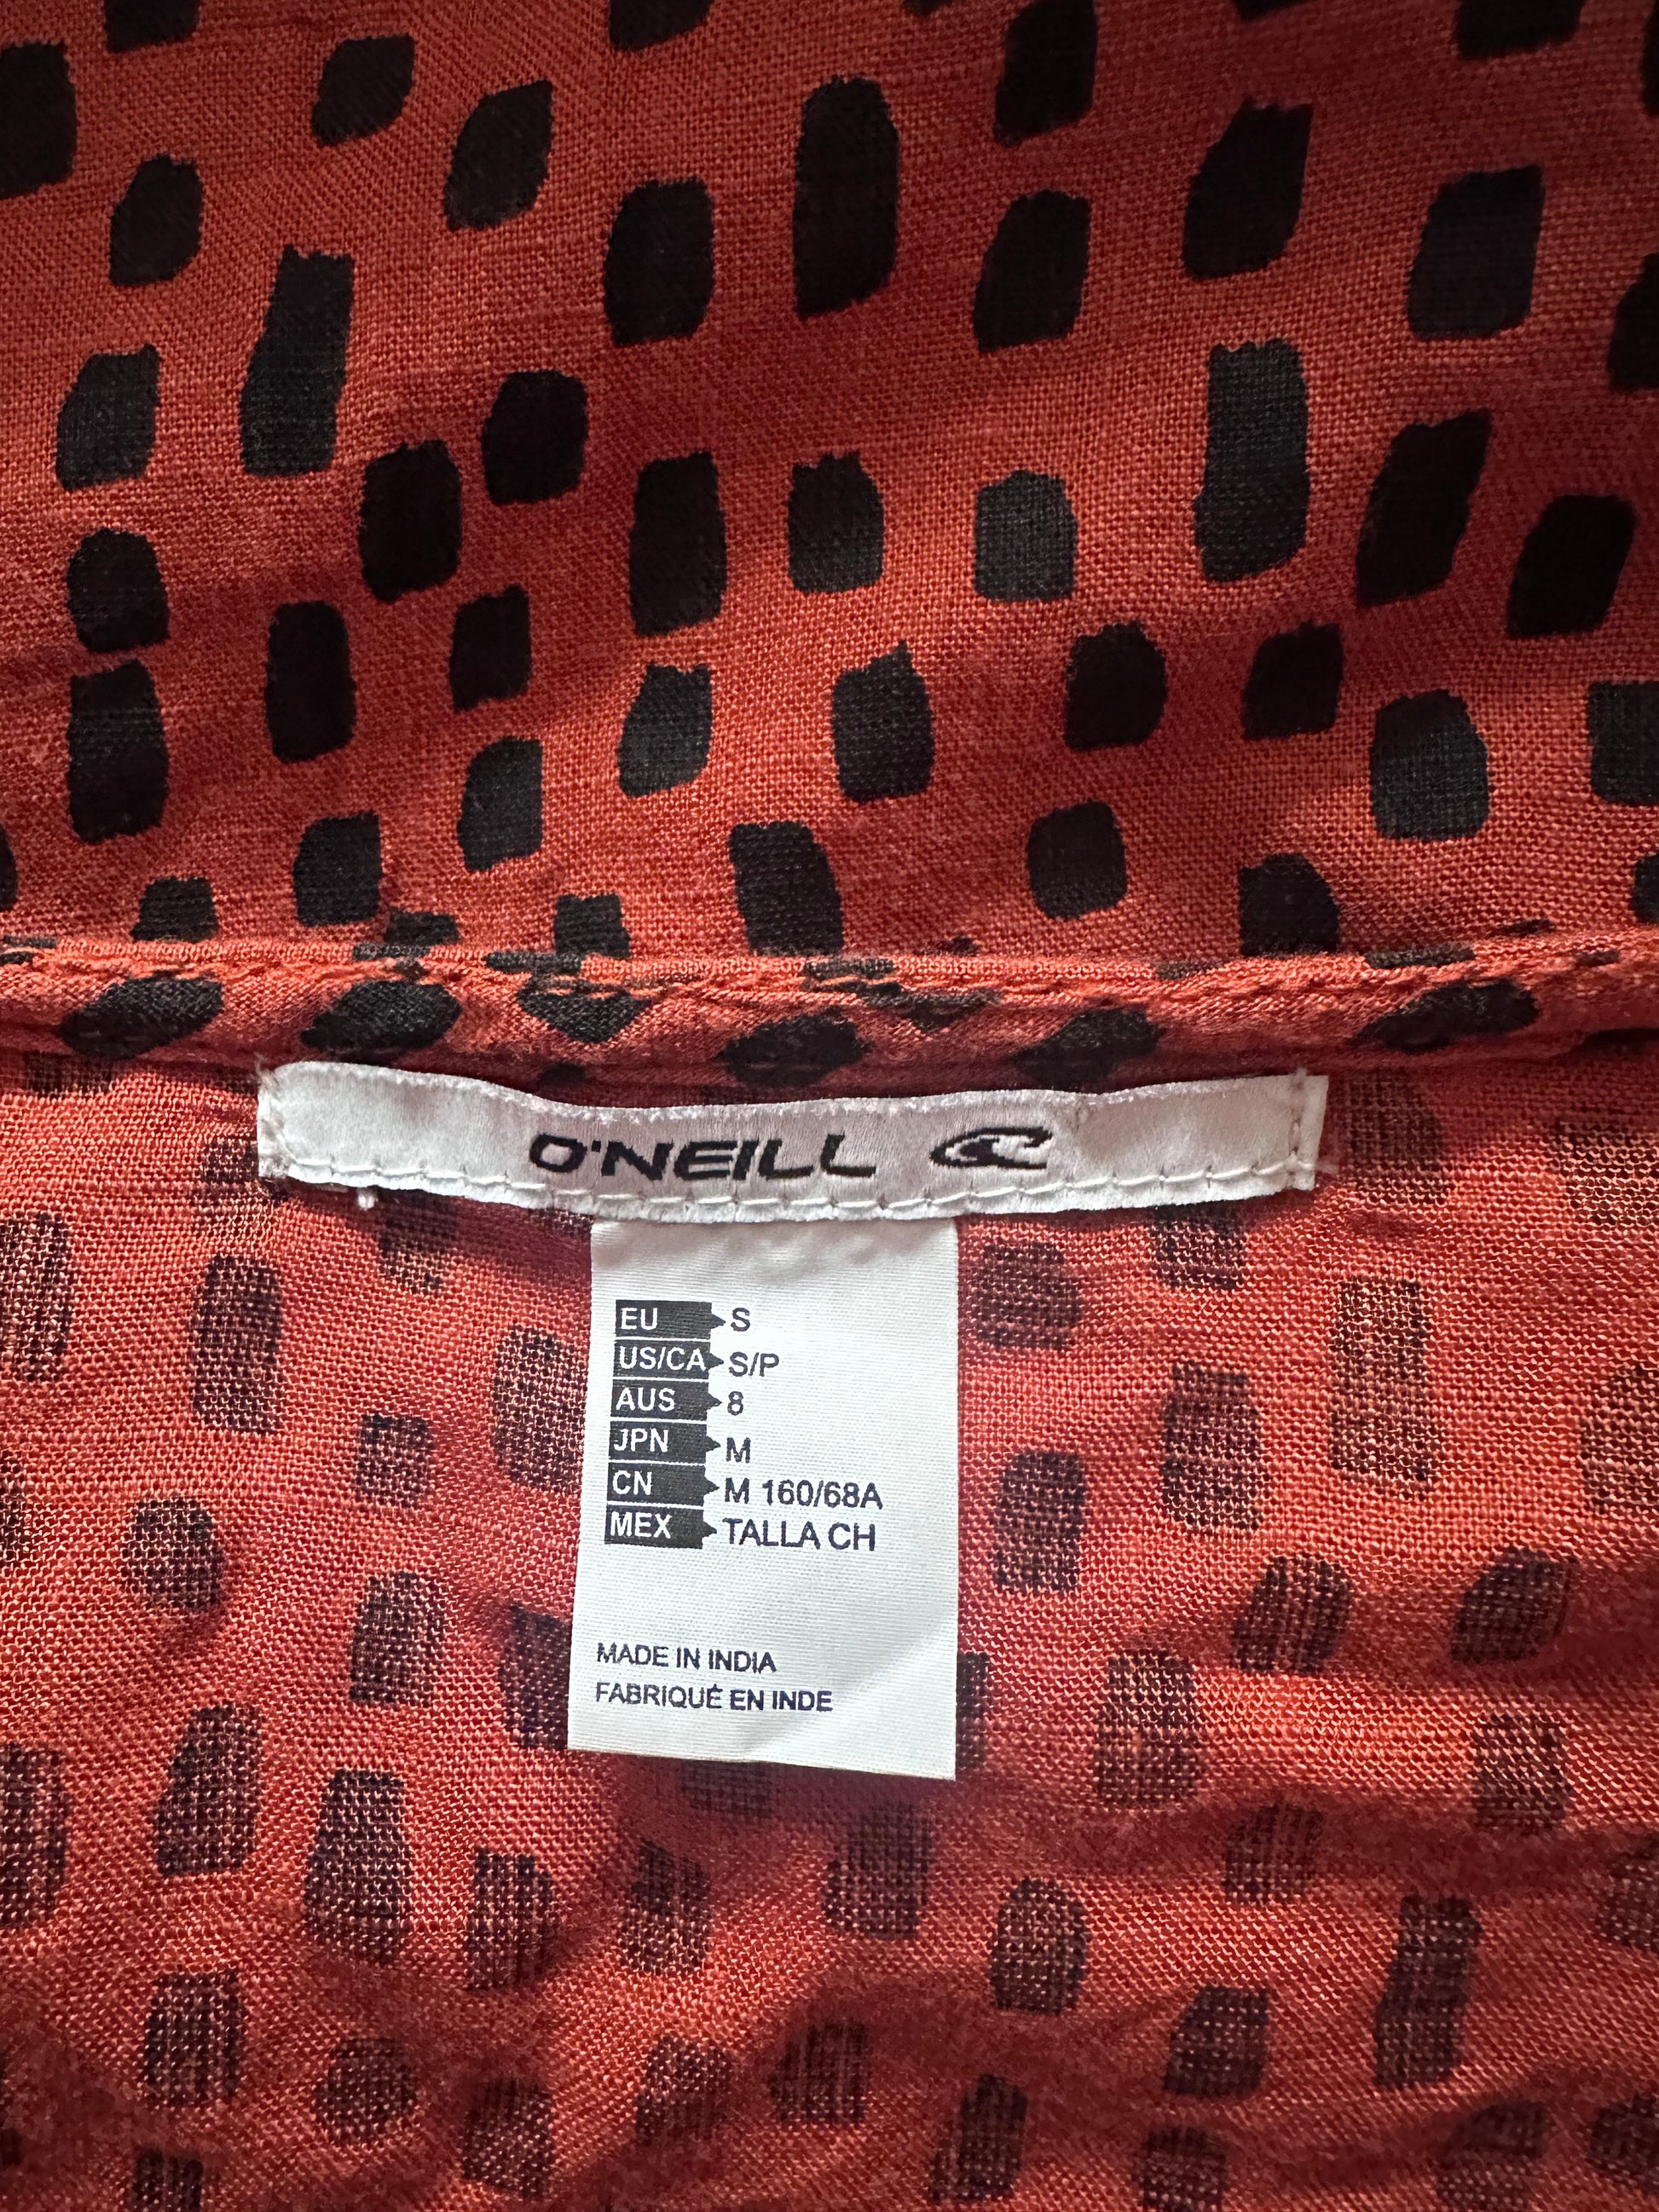 O'NEILL
EU S
US/CA S/P
AUS 8
JPN M
CN M 160/68A
MEX TALLA CH
MADE IN INDIA
FABRIQUÉ EN INDE